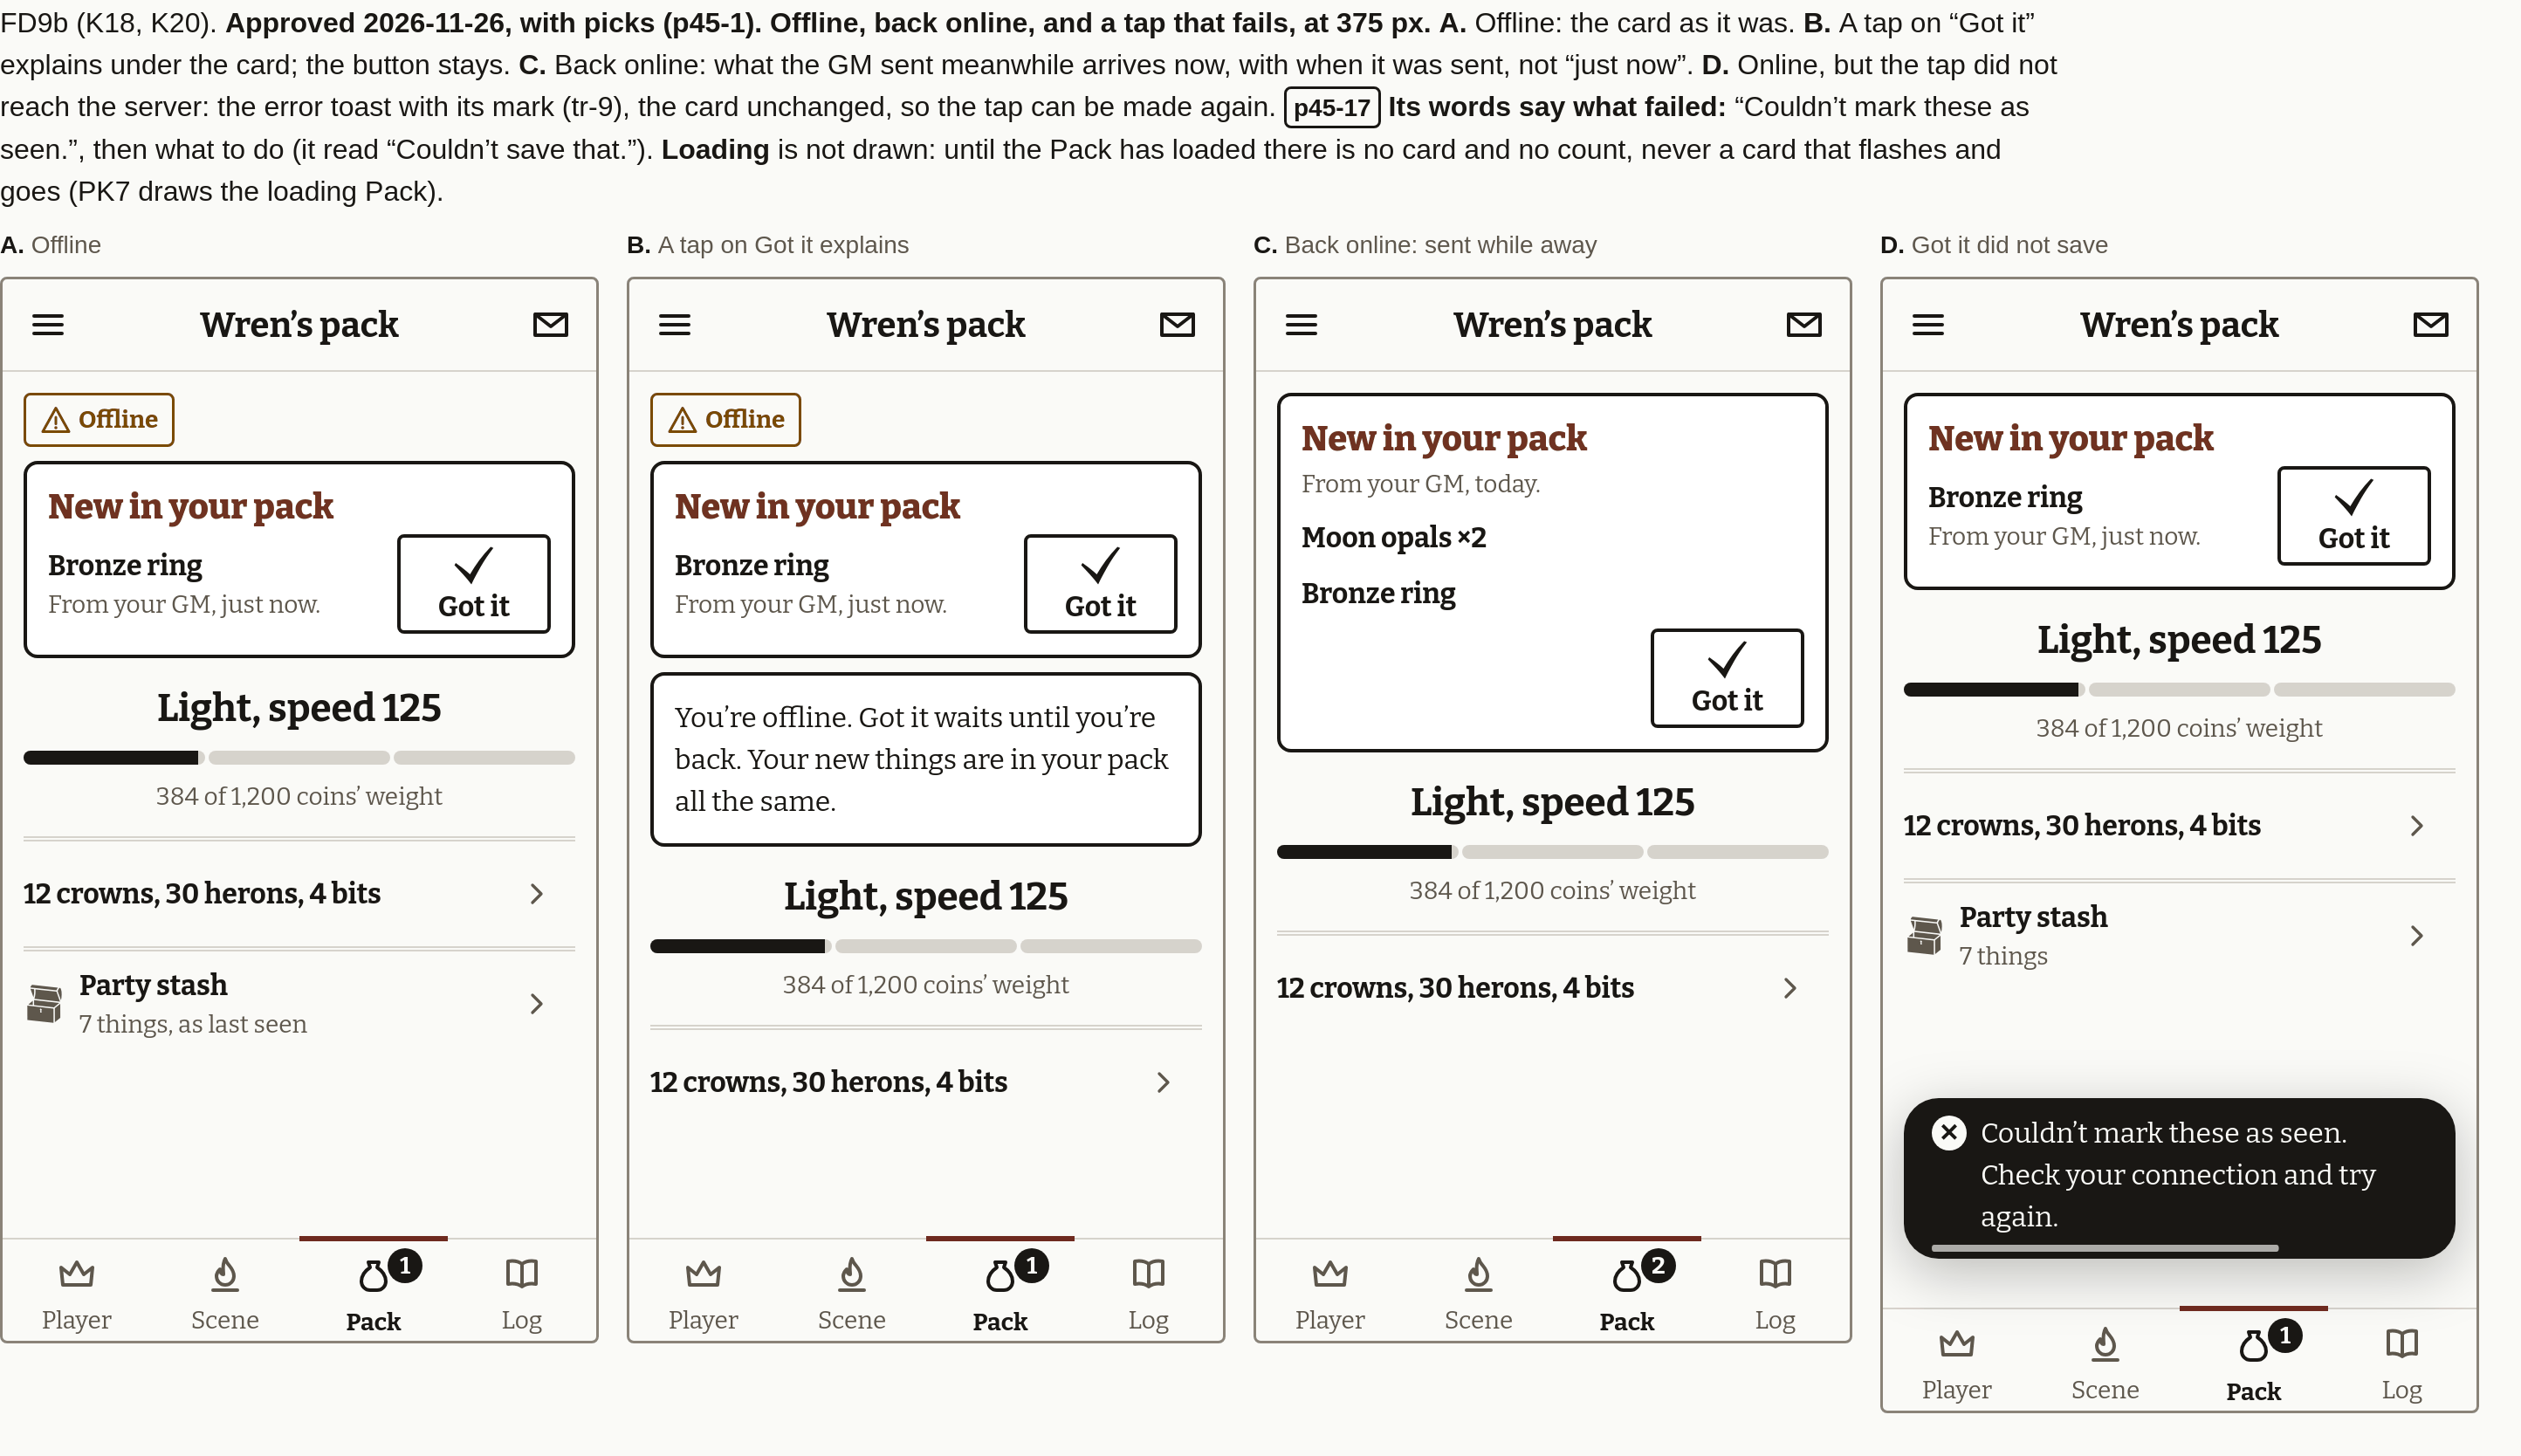 FD9b (K18, K20). Approved 2026-11-26, with picks (p45-1). Offline, back online, and a tap that fails, at 375 px. A. Offline: the card as it was. B. A tap on “Got it”
explains under the card; the button stays. C. Back online: what the GM sent meanwhile arrives now, with when it was sent, not “just now”. D. Online, but the tap did not
reach the server: the error toast with its mark (tr-9), the card unchanged, so the tap can be made again. p45-17 Its words say what failed: “Couldn’t mark these as
seen.”, then what to do (it read “Couldn’t save that.”). Loading is not drawn: until the Pack has loaded there is no card and no count, never a card that flashes and
goes (PK7 draws the loading Pack).
A. Offline
Wren’s pack
Offline
New in your pack
Bronze ring
From your GM, just now.
Got it
Light, speed 125
384 of 1,200 coins’ weight
12 crowns, 30 herons, 4 bits
Party stash
7 things, as last seen
Player
Scene
1
Pack
Log
B. A tap on Got it explains
Wren’s pack
Offline
New in your pack
Bronze ring
From your GM, just now.
Got it
You’re offline. Got it waits until you’re
back. Your new things are in your pack
all the same.
Light, speed 125
384 of 1,200 coins’ weight
12 crowns, 30 herons, 4 bits
Player
Scene
1
Pack
Log
C. Back online: sent while away
Wren’s pack
New in your pack
From your GM, today.
Moon opals ×2
Bronze ring
Got it
Light, speed 125
384 of 1,200 coins’ weight
12 crowns, 30 herons, 4 bits
Player
Scene
2
Pack
Log
D. Got it did not save
Wren’s pack
New in your pack
Bronze ring
From your GM, just now.
Got it
Light, speed 125
384 of 1,200 coins’ weight
12 crowns, 30 herons, 4 bits
Party stash
7 things
Couldn’t mark these as seen.
Check your connection and try
again.
Player
Scene
1
Pack
Log